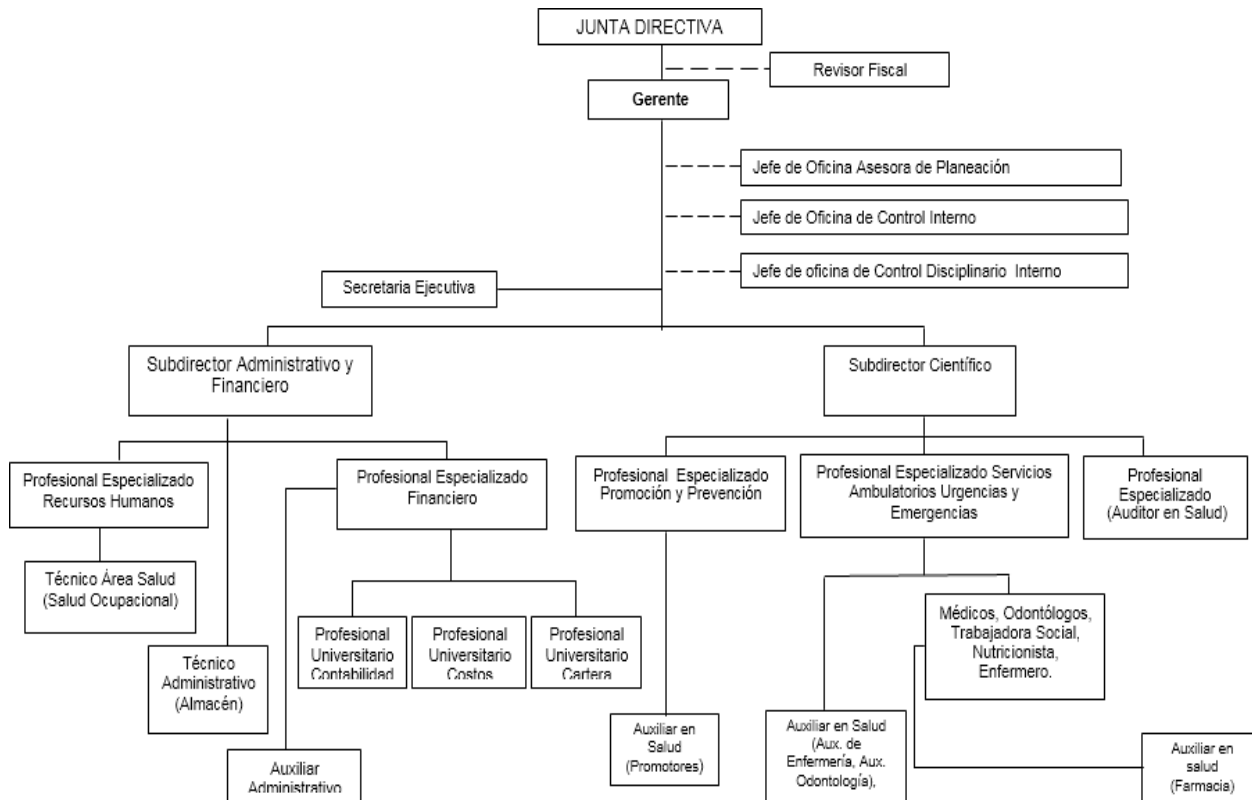 JUNTA DIRECTIVA
Revisor Fiscal
Gerente
Jefe de Oficina Asesora de Planeación
Jefe de Oficina de Control Interno
Jefe de oficina de Control Disciplinario Interno
Secretaria Ejecutiva
Subdirector Administrativo y
Financiero
Subdirector Científico
Profesional Especializado
Recursos Humanos
Profesional Especializado
Financiero
Profesional Especializado
Promoción y Prevención
Profesional Especializado Servicios
Ambulatorios Urgencias y
Emergencias
Profesional
Especializado
(Auditor en Salud)
Técnico Área Salud
(Salud Ocupacional)
Técnico
Administrativo
(Almacén)
Auxiliar
Administrativo
Profesional
Universitario
Contabilidad
Profesional
Universitario
Costos
Profesional
Universitario
Cartera
Auxiliar en
Salud
(Promotores)
Auxiliar en Salud
(Aux. de
Enfermería, Aux.
Odontología),
Médicos, Odontólogos,
Trabajadora Social,
Nutricionista,
Enfermero.
Auxiliar en
salud
(Farmacia)